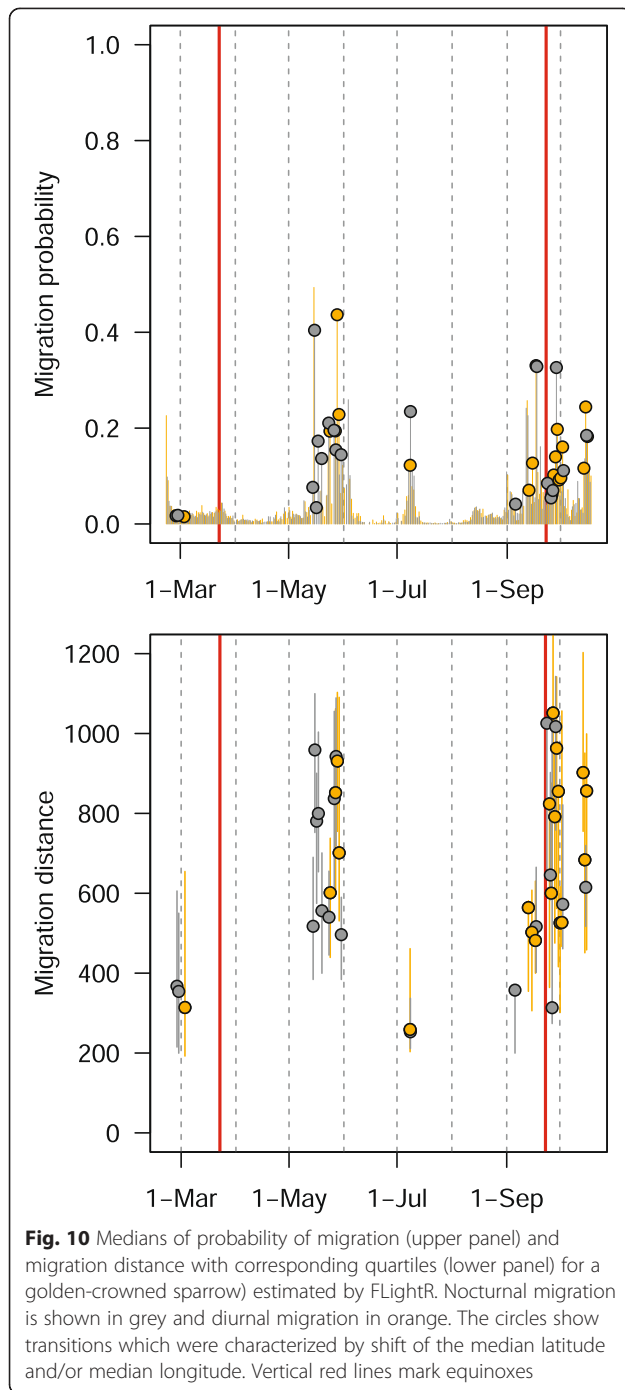 1.0
0.8
0.6
0.4
0.2
0.0
Migration probability
1–Mar 1–May 1–Jul 1–Sep
1200
1000
800
600
400
200
0
Migration distance
1–Mar 1–May 1–Jul 1–Sep
Fig. 10 Medians of probability of migration (upper panel) and
migration distance with corresponding quartiles (lower panel) for a
golden-crowned sparrow) estimated by FLightR. Nocturnal migration
is shown in grey and diurnal migration in orange. The circles show
transitions which were characterized by shift of the median latitude
and/or median longitude. Vertical red lines mark equinoxes